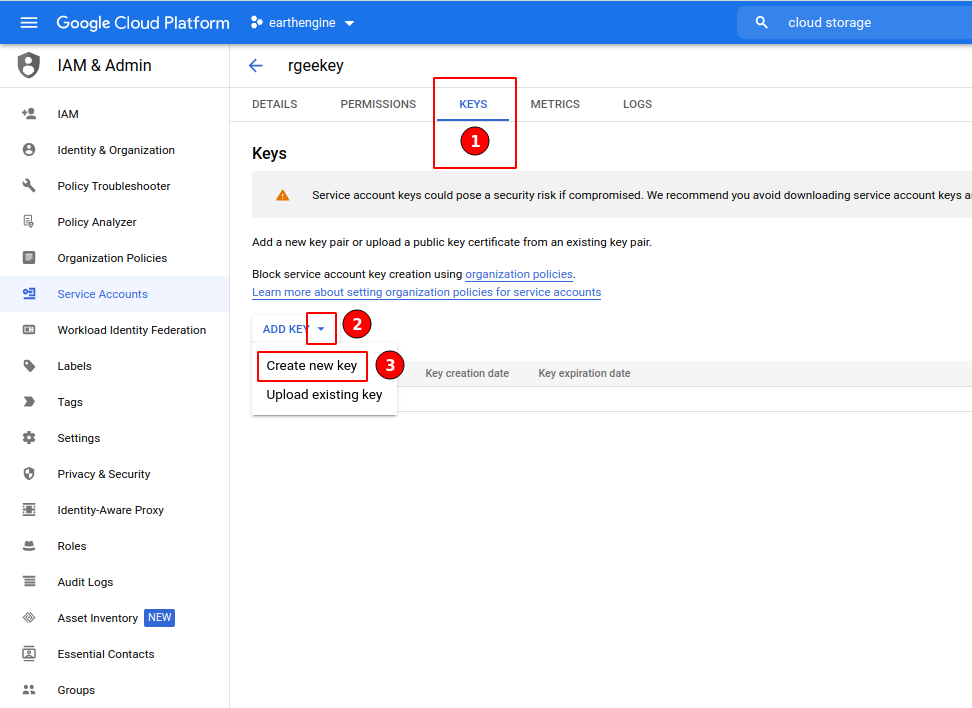 Google Cloud Platform
earthengine
cloud storage
IAM & Admin
rgeekey
IAM
Identity & Organization
Policy Troubleshooter
Policy Analyzer
Organization Policies
Service Accounts
Workload Identity Federation
Labels
Tags
Settings
Privacy & Security
Identity-Aware Proxy
Roles
Audit Logs
Asset Inventory NEW
Essential Contacts
Groups
DETAILS PERMISSIONS KEYS METRICS LOGS
1
Keys
Service account keys could pose a security risk if compromised. We recommend you avoid downloading service account keys a
Add a new key pair or upload a public key certificate from an existing key pair.
Block service account key creation using organization policies.
Learn more about setting organization policies for service accounts
ADD KEY 2
Create new key 3
Key creation date Key expiration date
Upload existing key